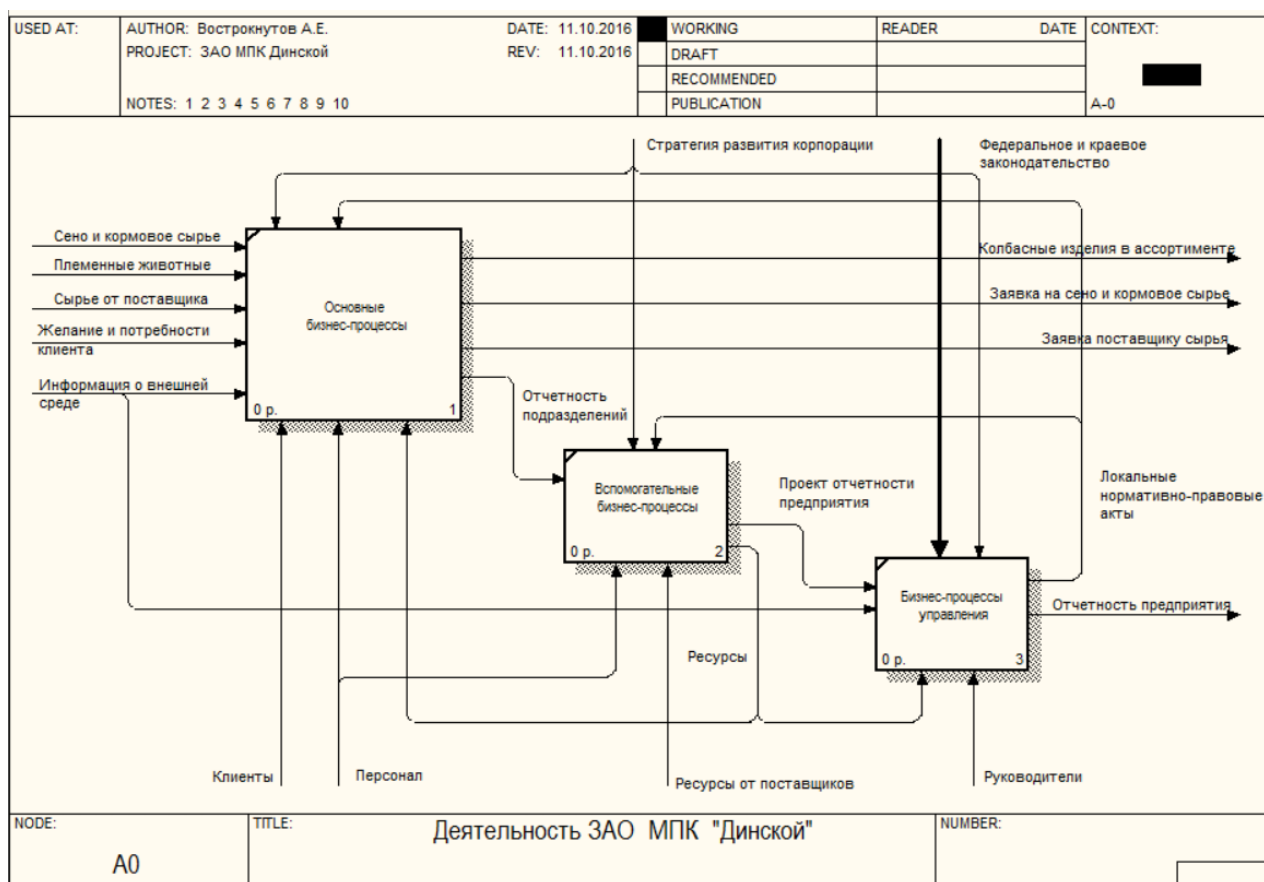 USED AT:
AUTHOR: Вострокнутов А.Е.
DATE: 11.10.2016
WORKING
READER
DATE
CONTEXT:
PROJECT: ЗАО МПК Динской
REV: 11.10.2016
DRAFT
RECOMMENDED
NOTES: 1 2 3 4 5 6 7 8 9 10
PUBLICATION
A-0
Стратегия развития корпорации
Федеральное и краевое
законодательство
Сено и кормовое сырье
Племенные животные
Сырье от поставщика
Желание и потребности
клиента
Информация о внешней
среде
Основные
бизнес-процессы
0 р.
1
Колбасные изделия в ассортименте
Заявка на сено и кормовое сырье
Заявка поставщику сырья
Отчетность
подразделений
Вспомогательные
бизнес-процессы
0 р.
2
Проект отчетности
предприятия
Локальные
нормативно-правовые
акты
Бизнес-процессы
управления
0 р.
3
Отчетность предприятия
Ресурсы
Клиенты
Персонал
Ресурсы от поставщиков
Руководители
NODE:
TITLE:
NUMBER:
A0
Деятельность ЗАО МПК "Динской"